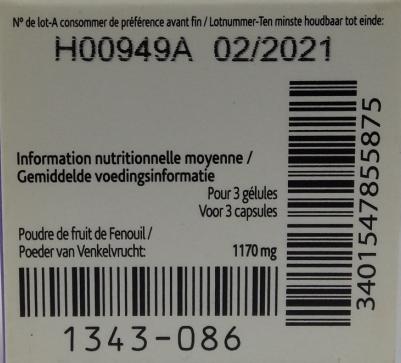 N° de lot-A consommer de préférence avant fin / Lotnummer-Ten minste houdbaar tot einde:
H00949A 02/2021
Information nutritionnelle moyenne /
Gemiddelde voedingsinformatie
Pour 3 gélules
Voor 3 capsules
Poudre de fruit de Fenouil /
Poeder van Venkelvrucht: 1170 mg
1343-086
3401547855875